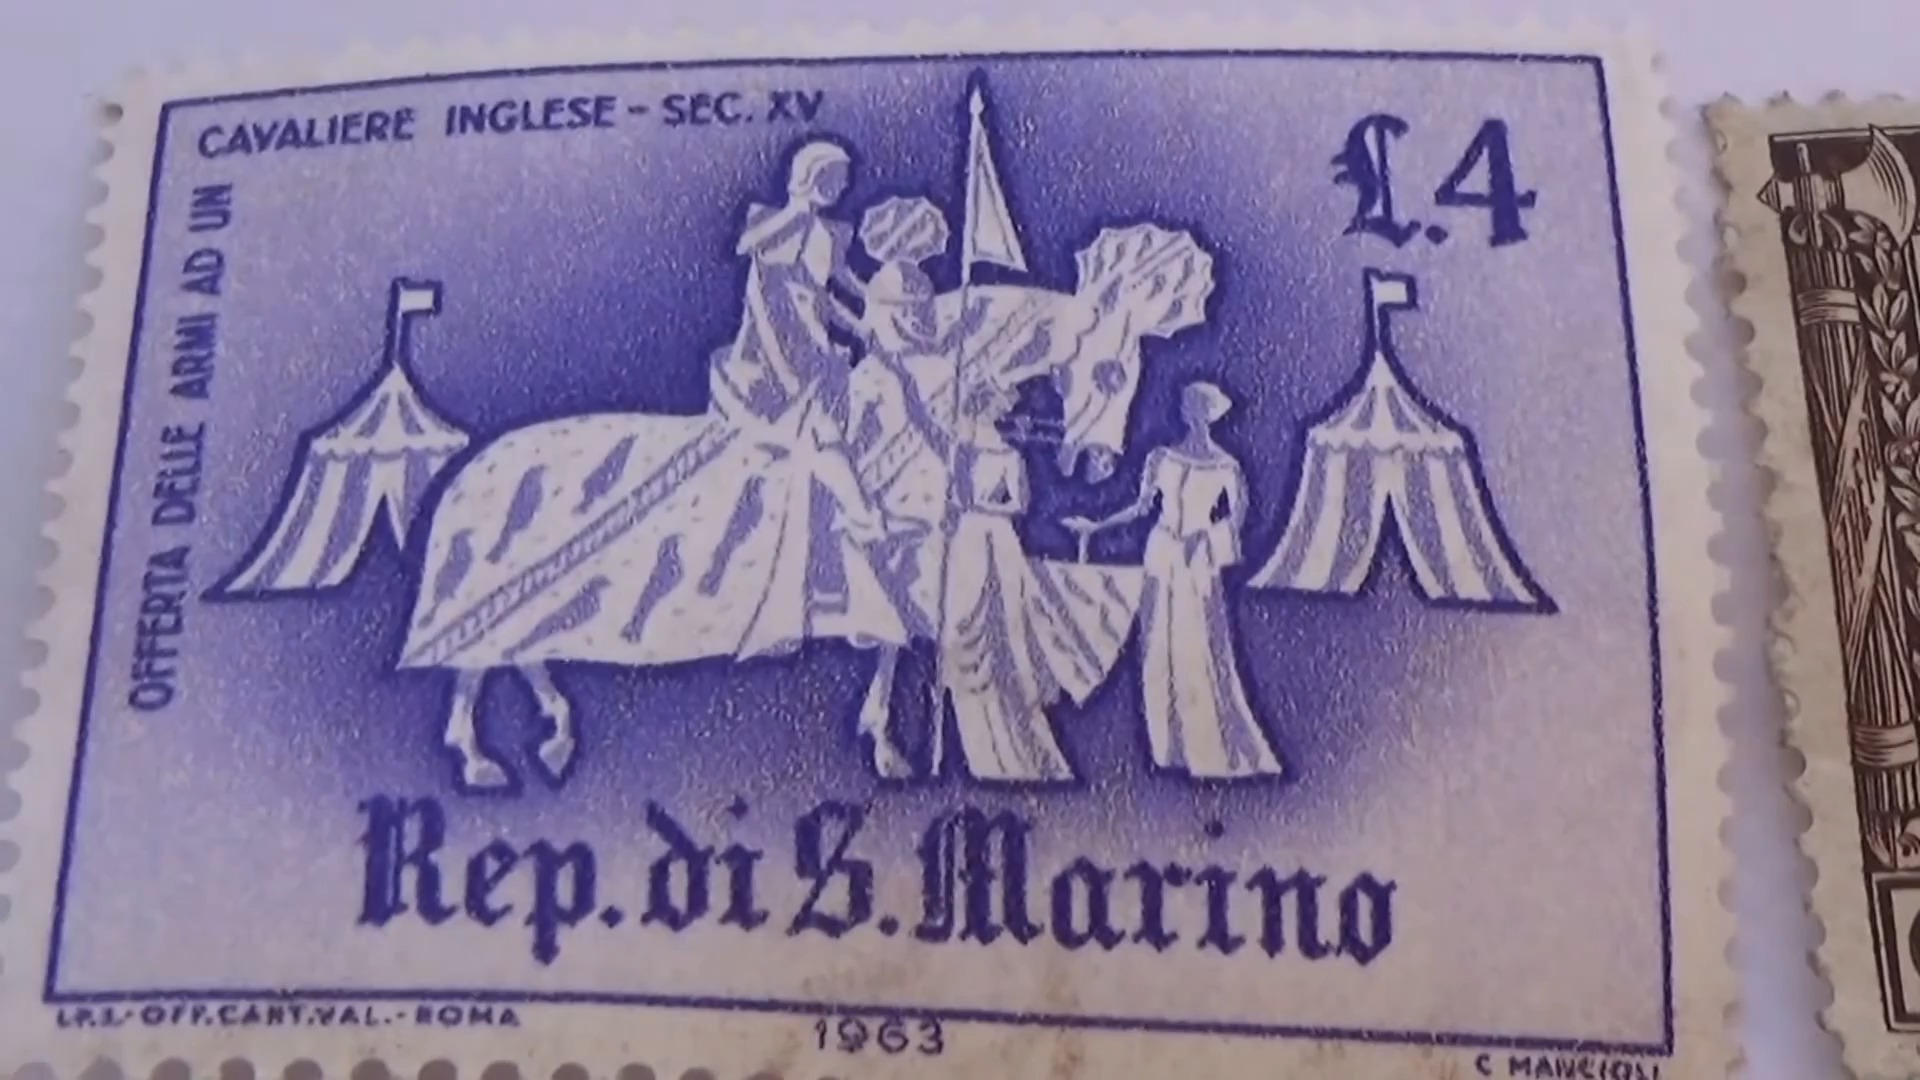 OFFERTA DELLE ARMI AD UN
CAVALIERE INGLESE - SEC. XV
£.4
Rep. di S. Marino
I.P.S.-OFF.CART.VAL.-ROMA
1963
C MANCIOLI